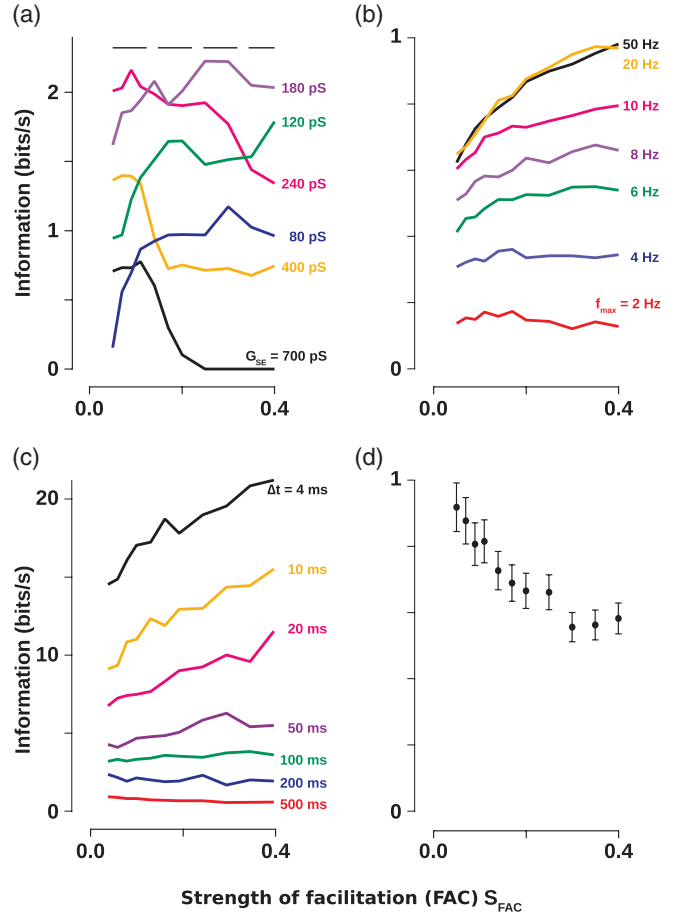 (a)
(b)
Information (bits/s)
2
1
0
180 pS
120 pS
240 pS
80 pS
400 pS
G_SE = 700 pS
0.0
0.4
1
0
50 Hz
20 Hz
10 Hz
8 Hz
6 Hz
4 Hz
f_max = 2 Hz
0.0
0.4
(c)
(d)
Information (bits/s)
20
10
0
Δt = 4 ms
10 ms
20 ms
50 ms
100 ms
200 ms
500 ms
0.0
0.4
1
0
0.0
0.4
Strength of facilitation (FAC) S_FAC